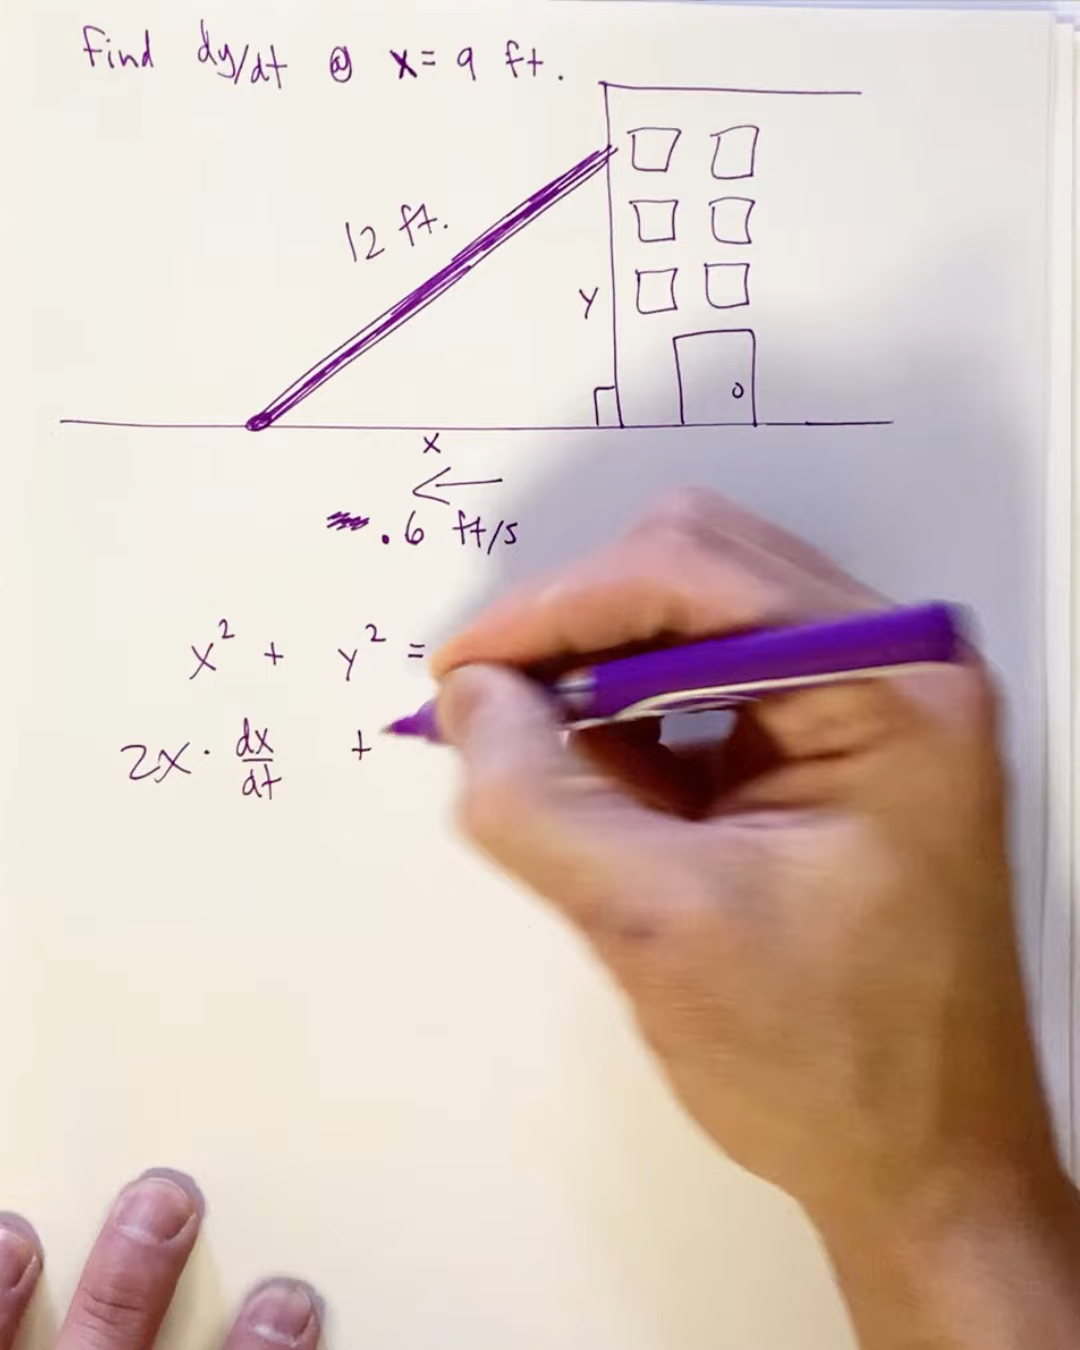 Find dy/dt @ x = 9 ft.
12 ft.
y
x
.6 ft/s
x² + y² =
2x · dx/dt +